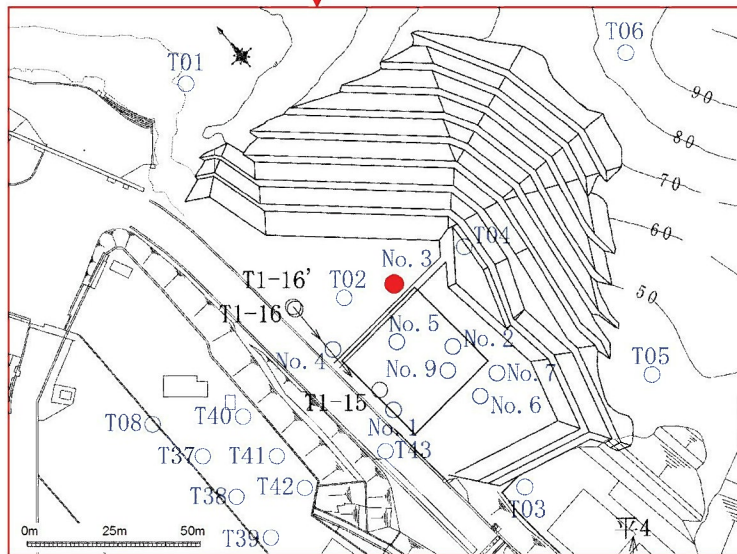 T06
T01
90
80
70
60
50
No. 3
T04
T1-16'
T02
T1-16
No. 5
No. 2
No. 4
No. 9
No. 7
T05
T1-15
No. 6
No. 1
T40
T08
T43
T37
T41
T38
T42
T03
T39
平4
0m 25m 50m